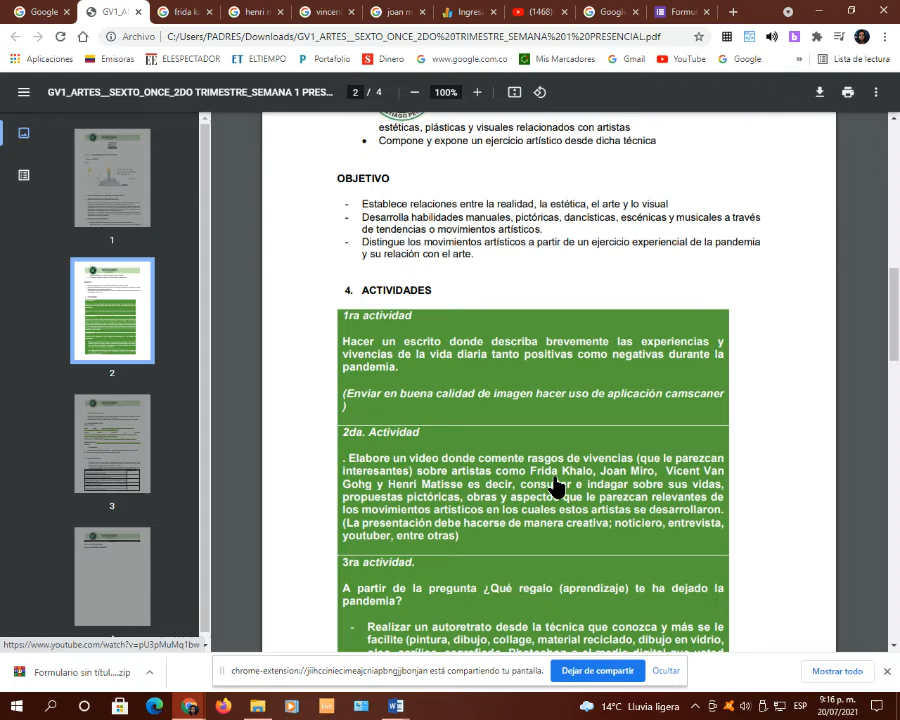 Google
GV1_A
frida k
henri n
vincen
joan m
Ingres
(1468)
Google
Formul
Archivo
C:/Users/PADRES/Downloads/GV1_ARTES__SEXTO_ONCE_2DO%20TRIMESTRE_SEMANA%201%20PRESENCIAL.pdf
Aplicaciones
Emisoras
ELESPECTADOR
ELTIEMPO
Portafolio
Dinero
www.google.com.co
Mis Marcadores
Gmail
YouTube
Google
»
Lista de lectura
GV1_ARTES__SEXTO_ONCE_2DO TRIMESTRE_SEMANA 1 PRES...
2 / 4
100%
1
2
3
estéticas, plásticas y visuales relacionados con artistas
• Compone y expone un ejercicio artístico desde dicha técnica
OBJETIVO
- Establece relaciones entre la realidad, la estética, el arte y lo visual
- Desarrolla habilidades manuales, pictóricas, dancísticas, escénicas y musicales a través
de tendencias o movimientos artísticos.
- Distingue los movimientos artísticos a partir de un ejercicio experiencial de la pandemia
y su relación con el arte.
4. ACTIVIDADES
1ra actividad
Hacer un escrito donde describa brevemente las experiencias y
vivencias de la vida diaria tanto positivas como negativas durante la
pandemia.
(Enviar en buena calidad de imagen hacer uso de aplicación camscaner
)
2da. Actividad
. Elabore un video donde comente rasgos de vivencias (que le parezcan
interesantes) sobre artistas como Frida Khalo, Joan Miro, Vicent Van
Gohg y Henri Matisse es decir, consultar e indagar sobre sus vidas,
propuestas pictóricas, obras y aspectos que le parezcan relevantes de
los movimientos artísticos en los cuales estos artistas se desarrollaron.
(La presentación debe hacerse de manera creativa; noticiero, entrevista,
youtuber, entre otras)
3ra actividad.
A partir de la pregunta ¿Qué regalo (aprendizaje) te ha dejado la
pandemia?
- Realizar un autoretrato desde la técnica que conozca y más se le
facilite (pintura, dibujo, collage, material reciclado, dibujo en vidrio,
https://www.youtube.com/watch?v=pU3pMuMq1bw
Formulario sin títul....zip
chrome-extension://jiihcciniecimeajcniapbngjjbonjan está compartiendo tu pantalla.
Dejar de compartir
Ocultar
Mostrar todo
14°C Lluvia ligera
ESP
9:16 p. m.
20/07/2021